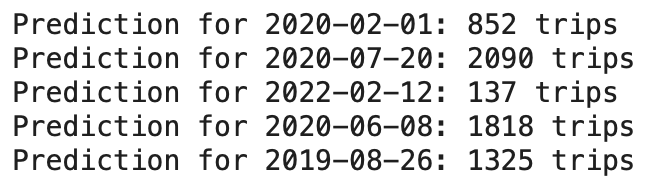 Prediction for 2020-02-01: 852 trips
Prediction for 2020-07-20: 2090 trips
Prediction for 2022-02-12: 137 trips
Prediction for 2020-06-08: 1818 trips
Prediction for 2019-08-26: 1325 trips